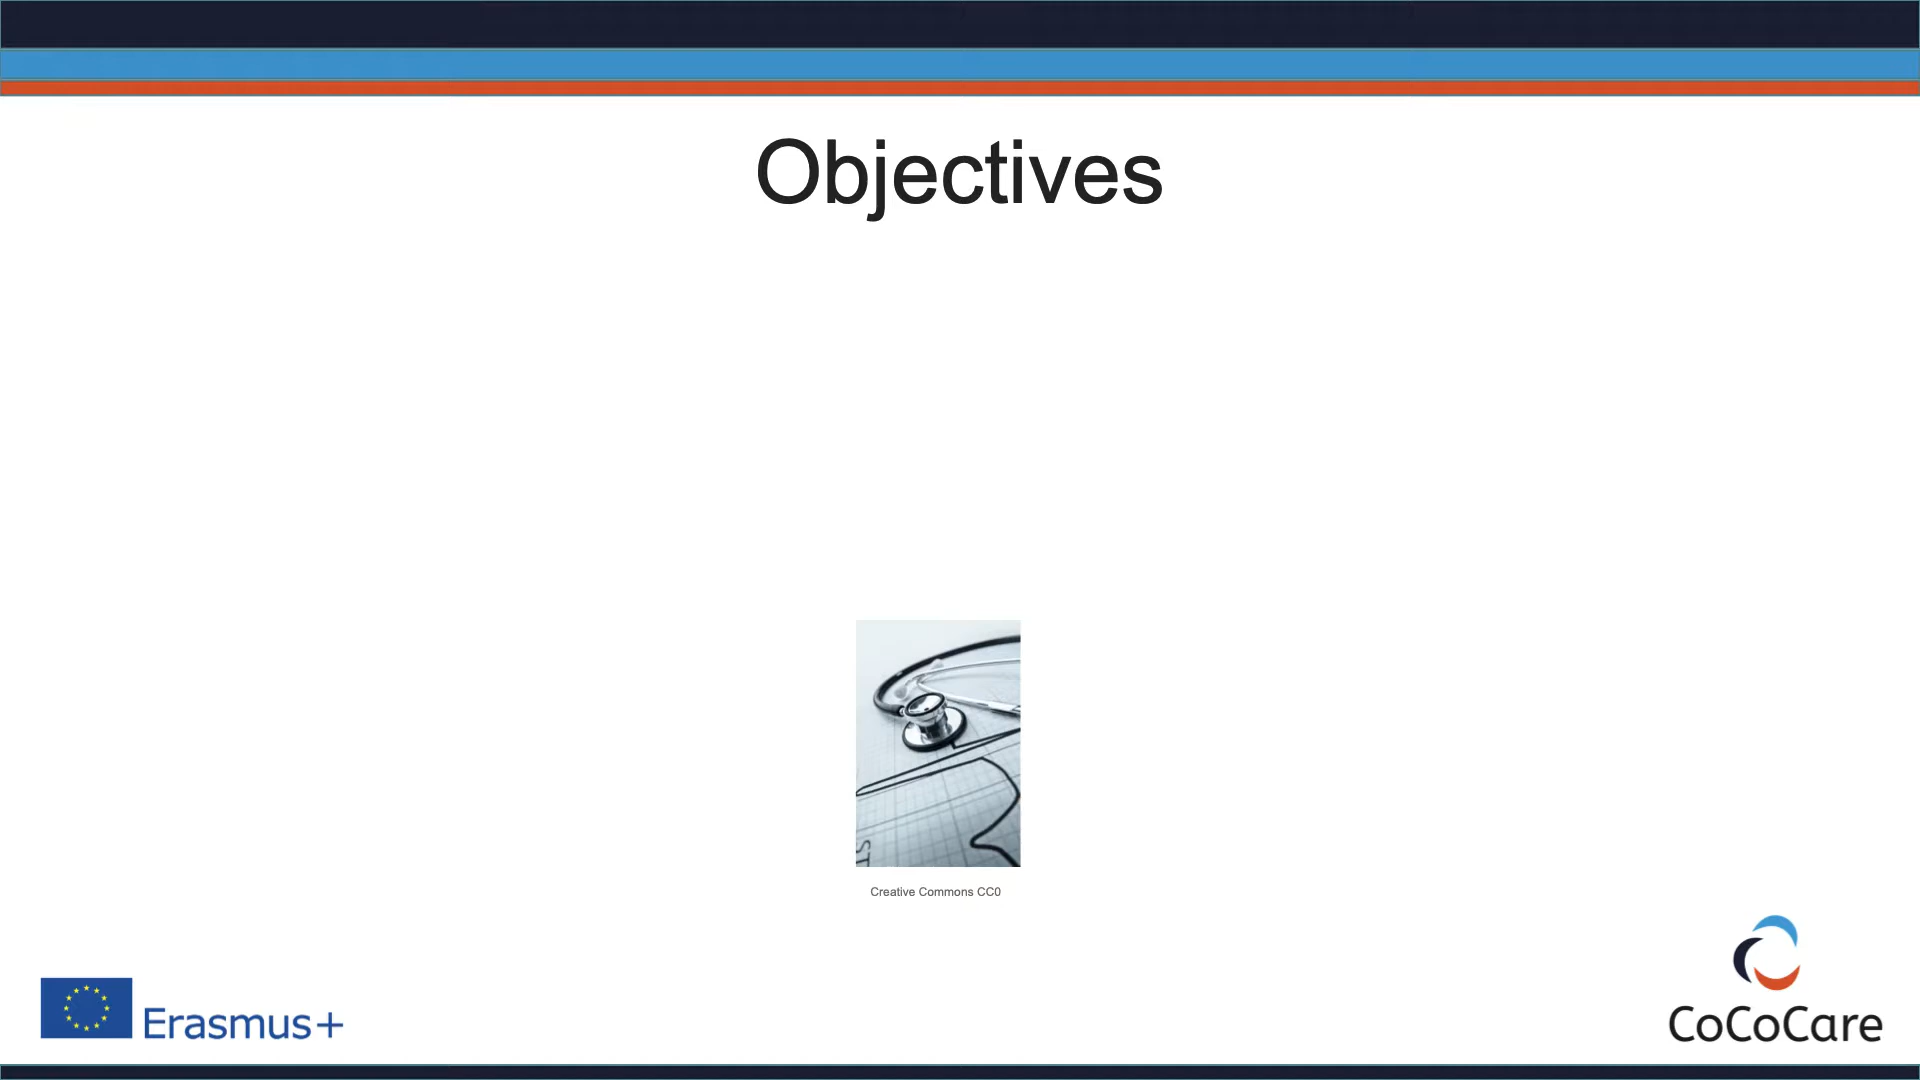 Objectives
Creative Commons CC0
Erasmus+
CoCoCare